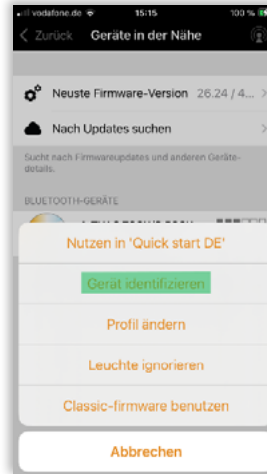 vodafone.de 15:15 100 %
Zurück Geräte in der Nähe
Neuste Firmware-Version 26.24 / 4...
Nach Updates suchen
Sucht nach Firmwareupdates und anderen Geräte-
details.
BLUETOOTH-GERÄTE
Nutzen in 'Quick start DE'
Gerät identifizieren
Profil ändern
Leuchte ignorieren
Classic-firmware benutzen
Abbrechen